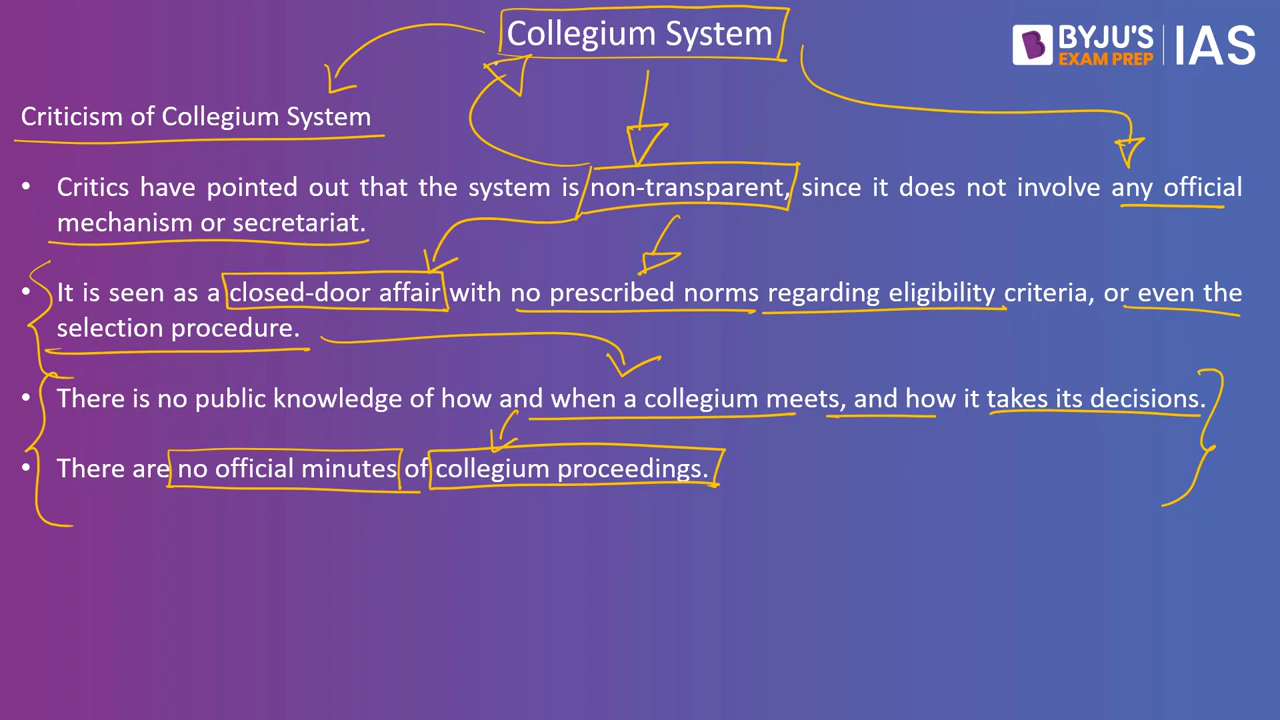 Collegium System
BYJU'S
EXAM PREP
IAS
Criticism of Collegium System
• Critics have pointed out that the system is non-transparent, since it does not involve any official
mechanism or secretariat.
• It is seen as a closed-door affair with no prescribed norms regarding eligibility criteria, or even the
selection procedure.
• There is no public knowledge of how and when a collegium meets, and how it takes its decisions.
• There are no official minutes of collegium proceedings.